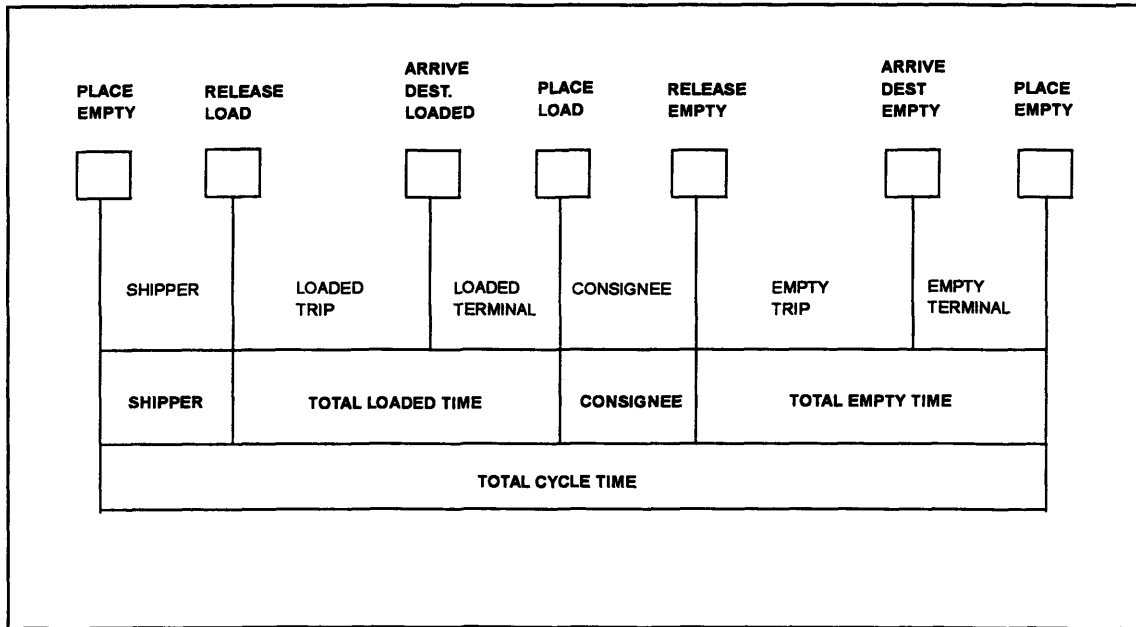 PLACE
EMPTY
RELEASE
LOAD
ARRIVE
DEST.
LOADED
PLACE
LOAD
RELEASE
EMPTY
ARRIVE
DEST
EMPTY
PLACE
EMPTY
SHIPPER
LOADED
TRIP
LOADED
TERMINAL
CONSIGNEE
EMPTY
TRIP
EMPTY
TERMINAL
SHIPPER
TOTAL LOADED TIME
CONSIGNEE
TOTAL EMPTY TIME
TOTAL CYCLE TIME